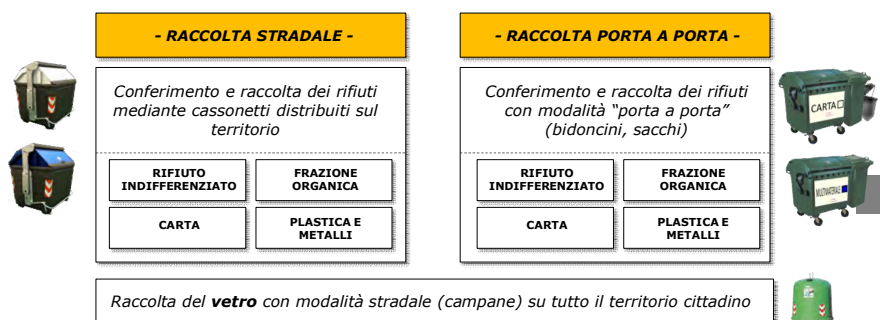 - RACCOLTA STRADALE -
Conferimento e raccolta dei rifiuti
mediante cassonetti distribuiti sul
territorio
RIFIUTO
INDIFFERENZIATO
FRAZIONE
ORGANICA
CARTA
PLASTICA E
METALLI
- RACCOLTA PORTA A PORTA -
Conferimento e raccolta dei rifiuti
con modalità “porta a porta”
(bidoncini, sacchi)
RIFIUTO
INDIFFERENZIATO
FRAZIONE
ORGANICA
CARTA
PLASTICA E
METALLI
CARTA
MULTIMATERIALE
Raccolta del vetro con modalità stradale (campane) su tutto il territorio cittadino